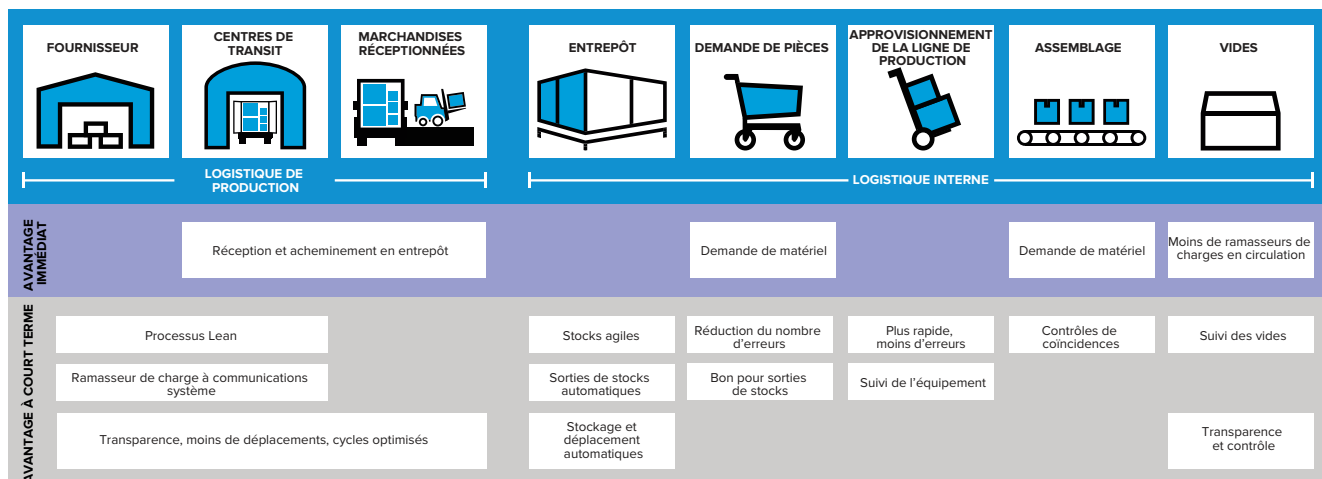 FOURNISSEUR
CENTRES DE
TRANSIT
MARCHANDISES
RÉCEPTIONNÉES
ENTREPÔT
DEMANDE DE PIÈCES
APPROVISIONNEMENT
DE LA LIGNE DE
PRODUCTION
ASSEMBLAGE
VIDES
LOGISTIQUE DE
PRODUCTION
LOGISTIQUE INTERNE
AVANTAGE
IMMÉDIAT
Réception et acheminement en entrepôt
Demande de matériel
Demande de matériel
Moins de ramasseurs de
charges en circulation
AVANTAGE À COURT TERME
Processus Lean
Stocks agiles
Réduction du nombre
d'erreurs
Plus rapide,
moins d'erreurs
Contrôles de
coïncidences
Suivi des vides
Ramasseur de charge à communications
système
Sorties de stocks
automatiques
Bon pour sorties
de stocks
Suivi de l'équipement
Transparence, moins de déplacements, cycles optimisés
Stockage et
déplacement
automatiques
Transparence
et contrôle